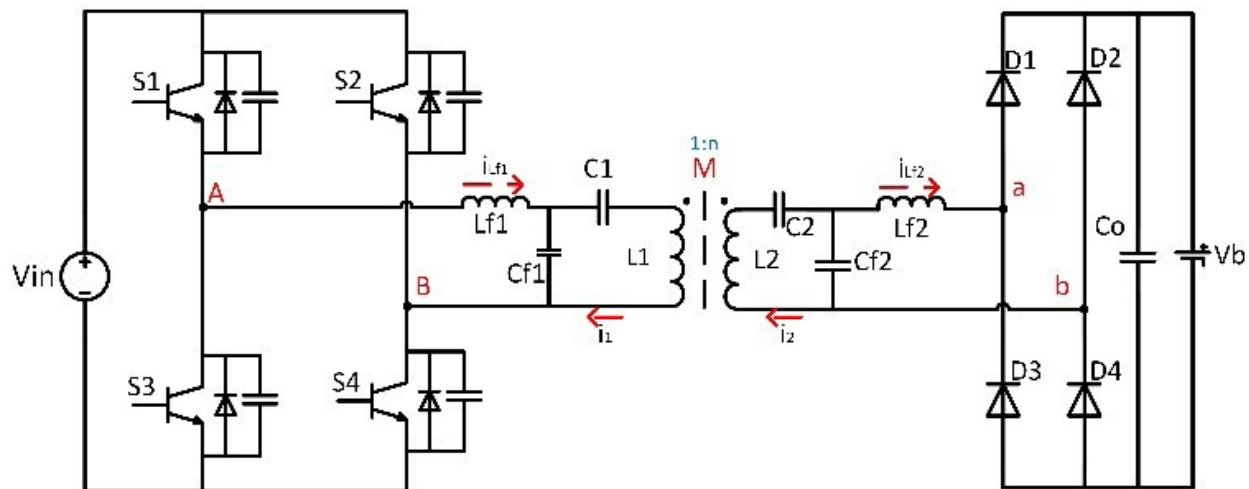 S1
S2
D1
D2
1:n
M
iLf1
C1
iLf2
A
a
Lf1
C2
Lf2
Co
L1
L2
Vin
+
-
Cf1
Cf2
+
Vb
B
b
i1
i2
S3
S4
D3
D4